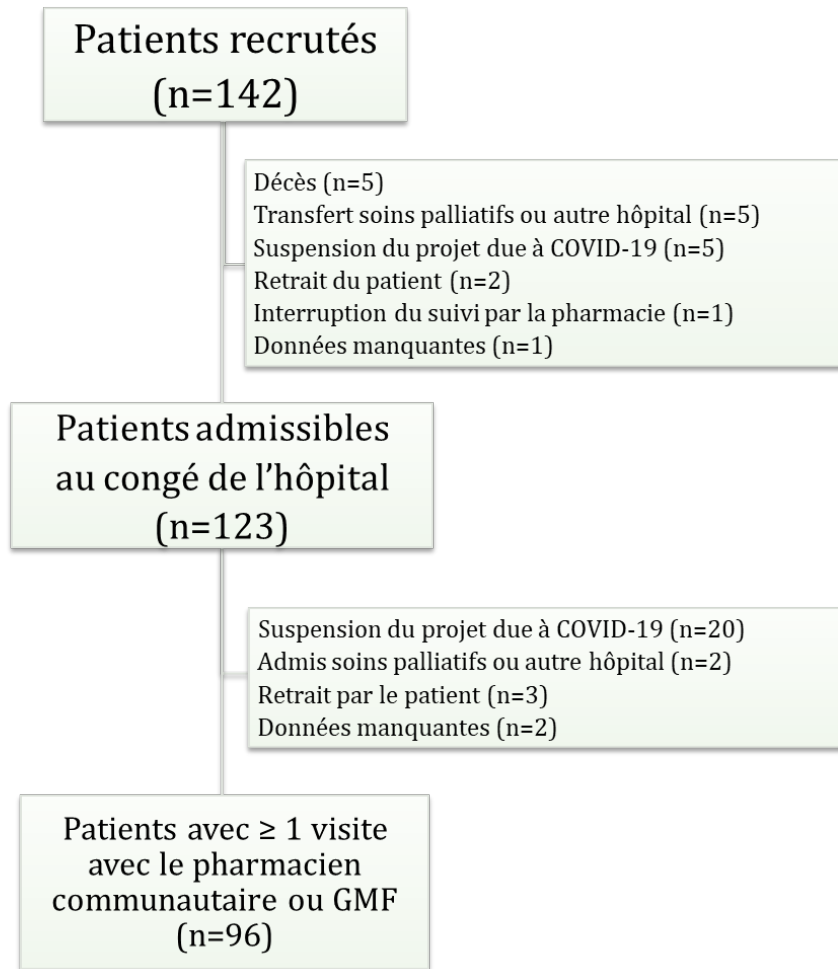 Patients recrutés
(n=142)
Décès (n=5)
Transfert soins palliatifs ou autre hôpital (n=5)
Suspension du projet due à COVID-19 (n=5)
Retrait du patient (n=2)
Interruption du suivi par la pharmacie (n=1)
Données manquantes (n=1)
Patients admissibles
au congé de l'hôpital
(n=123)
Suspension du projet due à COVID-19 (n=20)
Admis soins palliatifs ou autre hôpital (n=2)
Retrait par le patient (n=3)
Données manquantes (n=2)
Patients avec ≥ 1 visite
avec le pharmacien
communautaire ou GMF
(n=96)